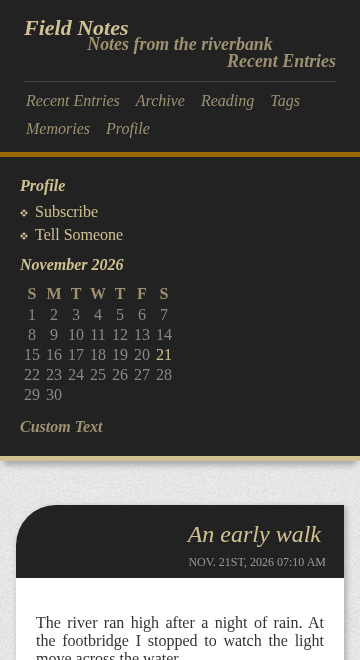 Field Notes
Notes from the riverbank
Recent Entries
Recent Entries Archive Reading Tags
Memories Profile
Profile
Subscribe
Tell Someone
November 2026
S M T W T F S
1 2 3 4 5 6 7
8 9 10 11 12 13 14
15 16 17 18 19 20 21
22 23 24 25 26 27 28
29 30
Custom Text
An early walk
NOV. 21ST, 2026 07:10 AM
The river ran high after a night of rain. At
the footbridge I stopped to watch the light
move across the water